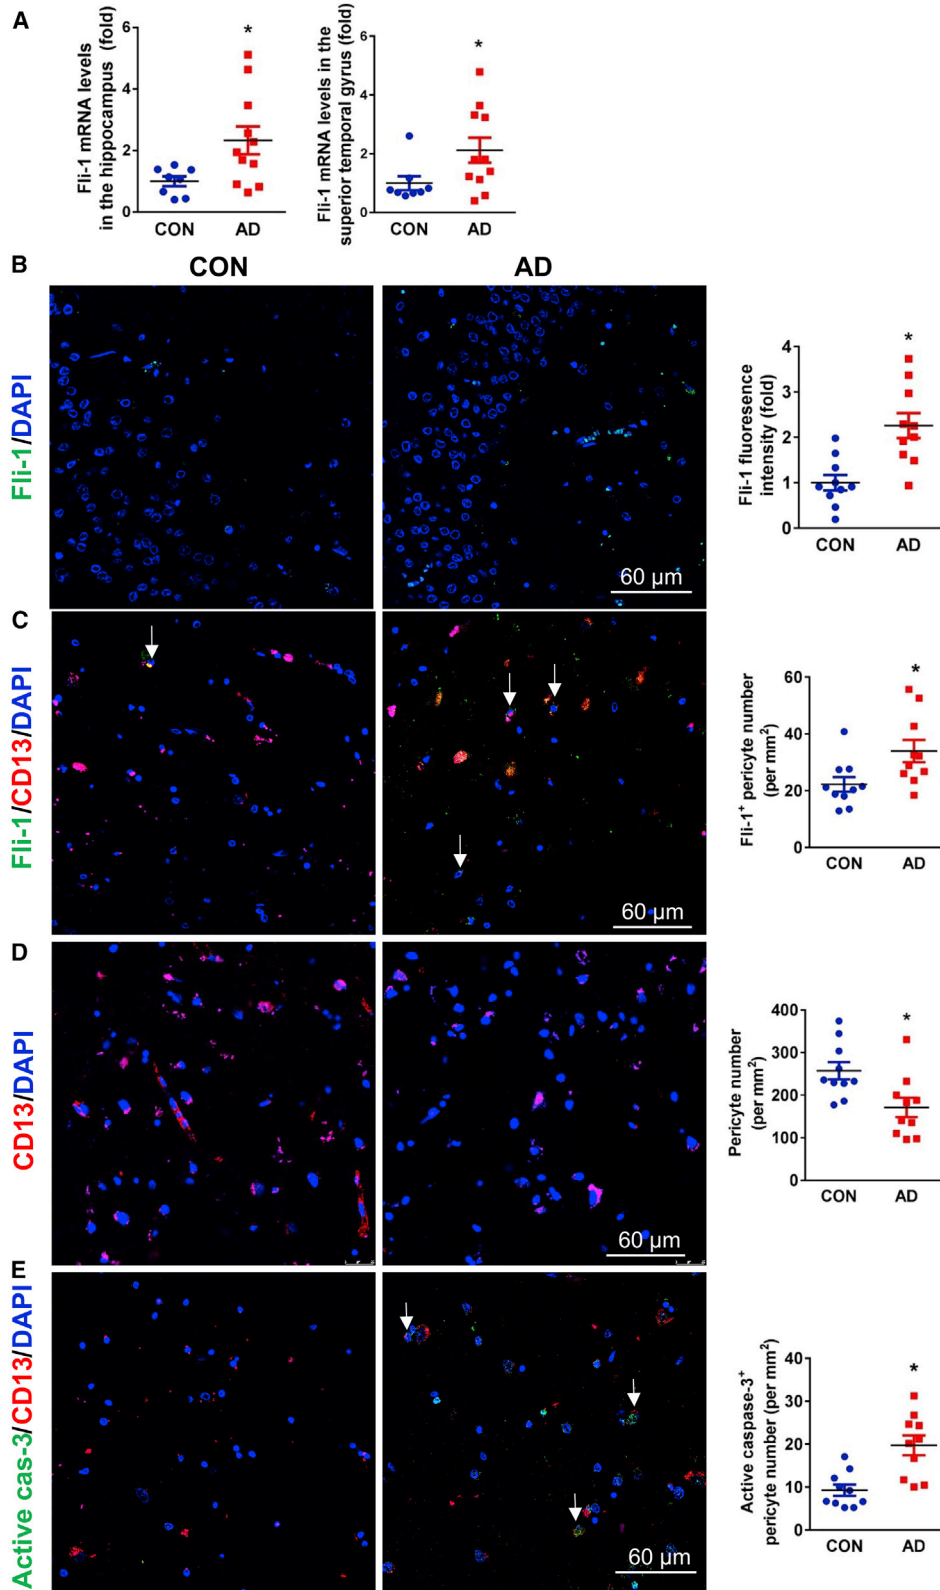 A
Fli-1 mRNA levels
in the hippocampus (fold)
6
4
2
0
CON
AD
*
Fli-1 mRNA levels in the
superior temporal gyrus (fold)
6
4
2
0
CON
AD
*
B
CON
AD
Fli-1/DAPI
60 µm
Fli-1 fluoresence
intensity (fold)
4
3
2
1
0
CON
AD
*
C
Fli-1/CD13/DAPI
60 µm
Fli-1⁺ pericyte number
(per mm²)
60
40
20
0
CON
AD
*
D
CD13/DAPI
60 µm
Pericyte number
(per mm²)
400
300
200
100
0
CON
AD
*
E
Active cas-3/CD13/DAPI
60 µm
Active caspase-3⁺
pericyte number (per mm²)
40
30
20
10
0
CON
AD
*